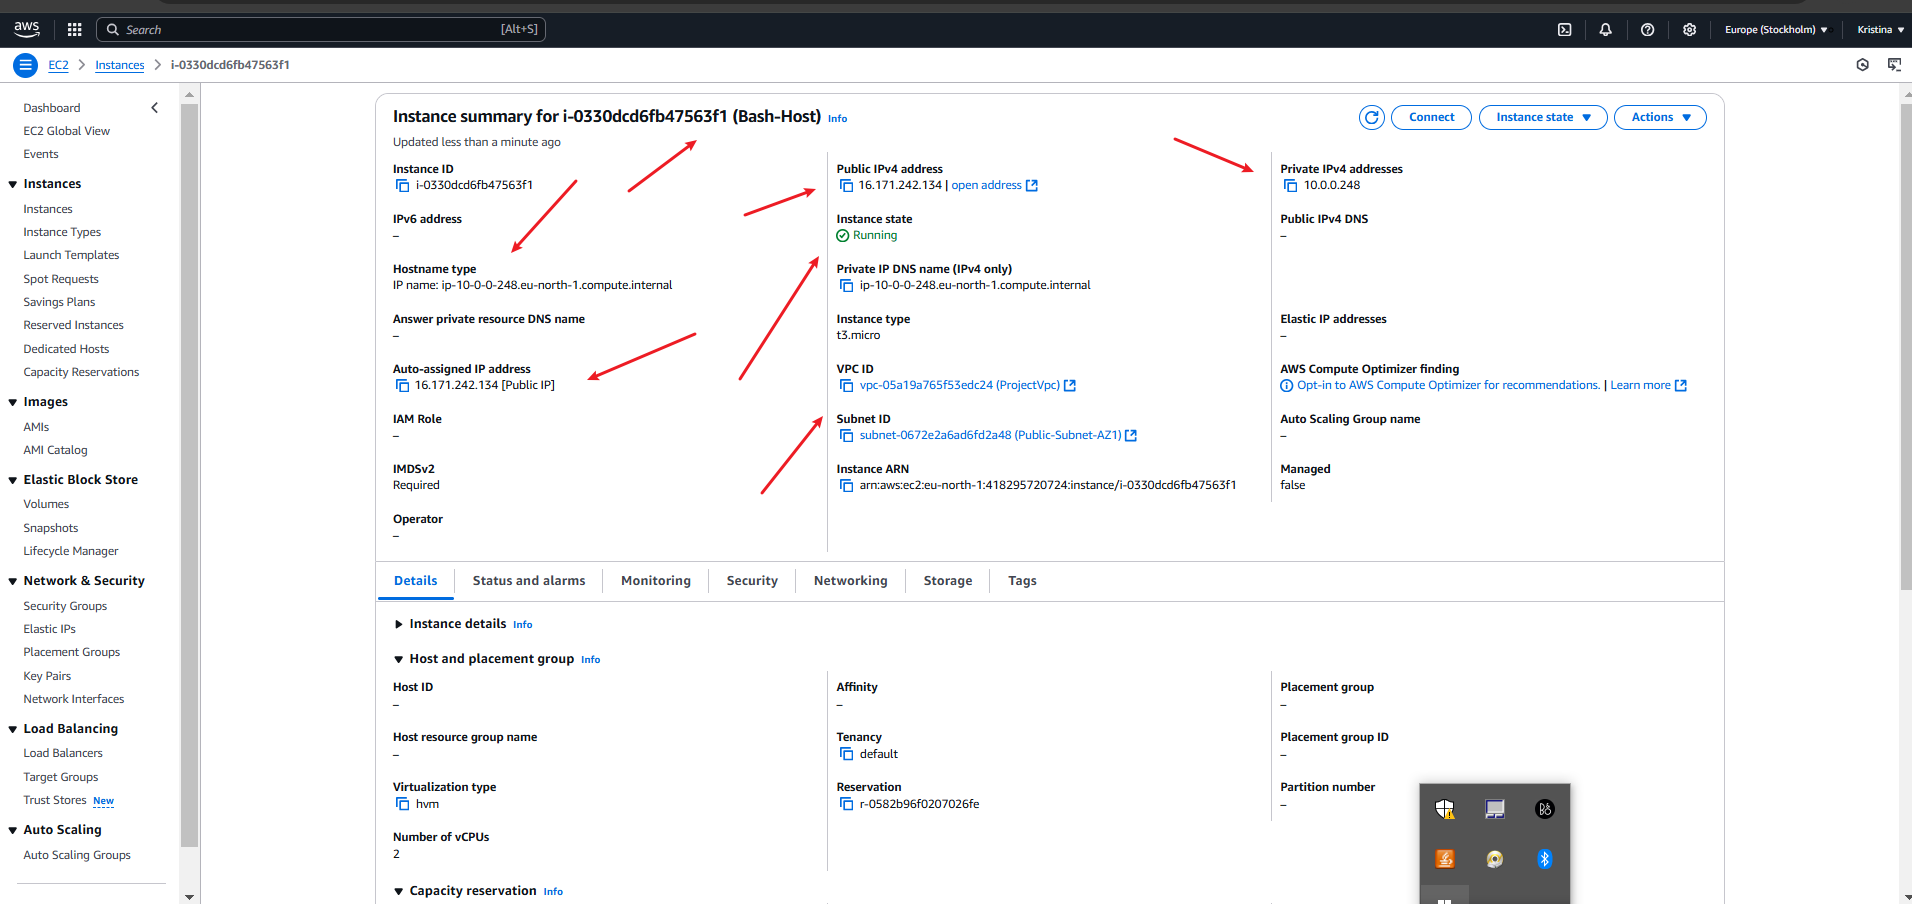 aws
Search [Alt+S]
Europe (Stockholm) ▼
Kristina ▼
EC2 > Instances > i-0330dcd6fb47563f1
Dashboard
EC2 Global View
Events
Instances
Instances
Instance Types
Launch Templates
Spot Requests
Savings Plans
Reserved Instances
Dedicated Hosts
Capacity Reservations
Images
AMIs
AMI Catalog
Elastic Block Store
Volumes
Snapshots
Lifecycle Manager
Network & Security
Security Groups
Elastic IPs
Placement Groups
Key Pairs
Network Interfaces
Load Balancing
Load Balancers
Target Groups
Trust Stores New
Auto Scaling
Auto Scaling Groups
Instance summary for i-0330dcd6fb47563f1 (Bash-Host) Info
Updated less than a minute ago
Connect
Instance state ▼
Actions ▼
Instance ID
i-0330dcd6fb47563f1
Public IPv4 address
16.171.242.134 | open address
Private IPv4 addresses
10.0.0.248
IPv6 address
–
Instance state
Running
Public IPv4 DNS
–
Hostname type
IP name: ip-10-0-0-248.eu-north-1.compute.internal
Private IP DNS name (IPv4 only)
ip-10-0-0-248.eu-north-1.compute.internal
Answer private resource DNS name
–
Instance type
t3.micro
Elastic IP addresses
–
Auto-assigned IP address
16.171.242.134 [Public IP]
VPC ID
vpc-05a19a765f53edc24 (ProjectVpc)
AWS Compute Optimizer finding
Opt-in to AWS Compute Optimizer for recommendations. | Learn more
IAM Role
–
Subnet ID
subnet-0672e2a6ad6fd2a48 (Public-Subnet-AZ1)
Auto Scaling Group name
–
IMDSv2
Required
Instance ARN
arn:aws:ec2:eu-north-1:418295720724:instance/i-0330dcd6fb47563f1
Managed
false
Operator
–
Details
Status and alarms
Monitoring
Security
Networking
Storage
Tags
Instance details Info
Host and placement group Info
Host ID
–
Affinity
–
Placement group
–
Host resource group name
–
Tenancy
default
Placement group ID
–
Virtualization type
hvm
Reservation
r-0582b96f0207026fe
Partition number
–
Number of vCPUs
2
Capacity reservation Info